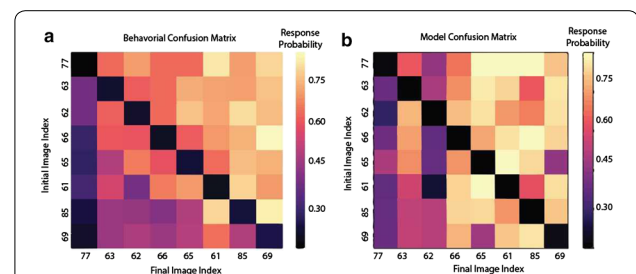 a
Behavorial Confusion Matrix
Response
Probability
77
63
62
66
65
61
85
69
Initial Image Index
0.75
0.60
0.45
0.30
77 63 62 66 65 61 85 69
Final Image Index
b
Model Confusion Matrix
Response
Probability
77
63
62
66
65
61
85
69
Initial Image Index
0.75
0.60
0.45
0.30
77 63 62 66 65 61 85 69
Final Image Index